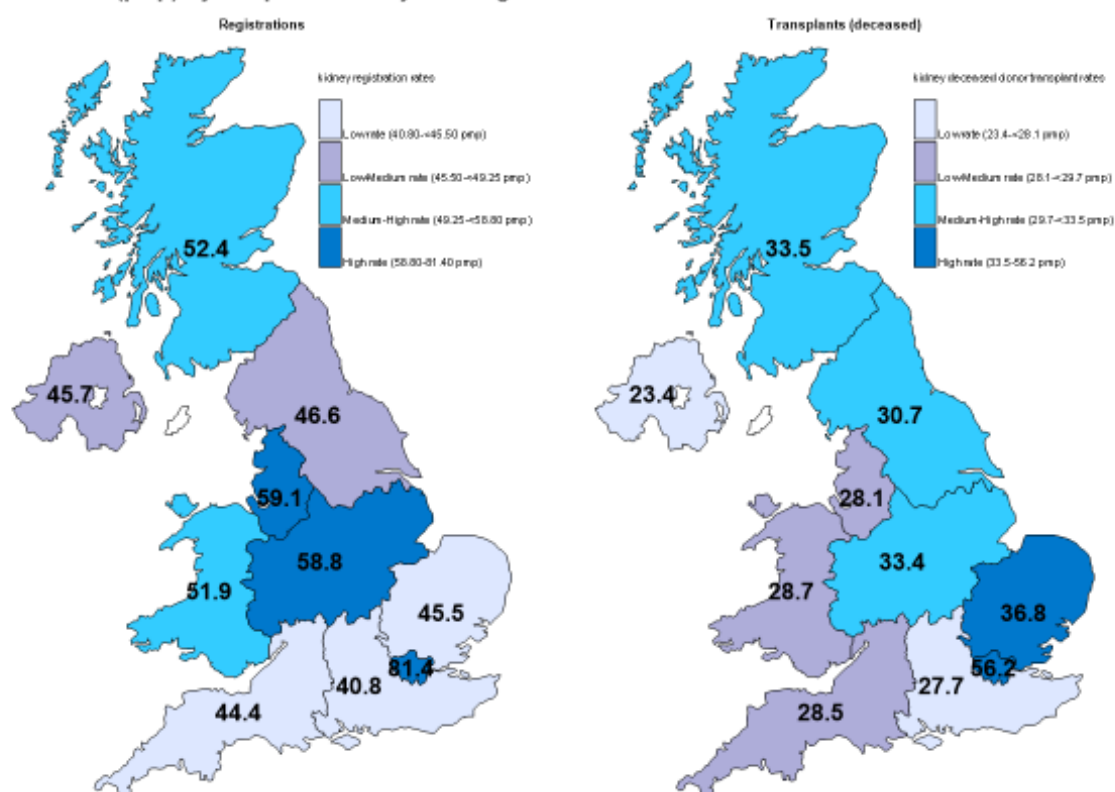 Registrations
kidney registration rates
Low rate (40.80-<45.50 pmp)
Low-Medium rate (45.50-<49.25 pmp)
Medium-High rate (49.25-<58.80 pmp)
High rate (58.80-81.40 pmp)
52.4
45.7
46.6
59.1
58.8
51.9
45.5
81.4
40.8
44.4
Transplants (deceased)
kidney deceased donor transplant rates
Low rate (23.4-<28.1 pmp)
Low-Medium rate (28.1-<29.7 pmp)
Medium-High rate (29.7-<33.5 pmp)
High rate (33.5-56.2 pmp)
33.5
23.4
30.7
28.1
33.4
28.7
36.8
56.2
27.7
28.5